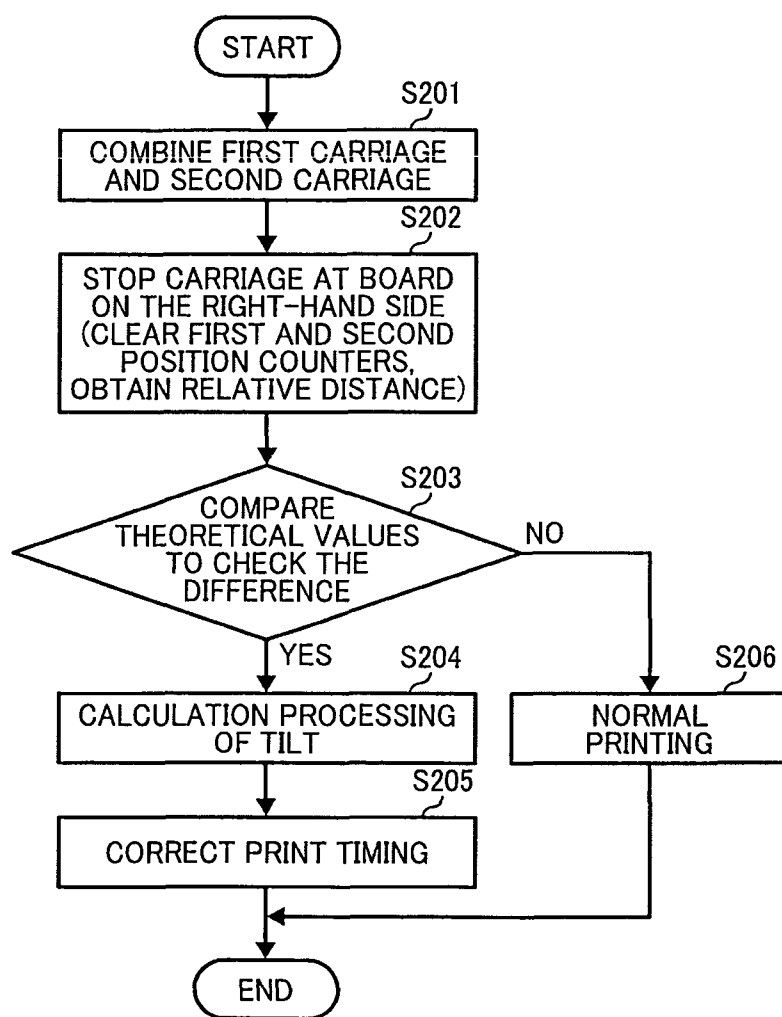 START
S201
COMBINE FIRST CARRIAGE
AND SECOND CARRIAGE
S202
STOP CARRIAGE AT BOARD
ON THE RIGHT-HAND SIDE
(CLEAR FIRST AND SECOND
POSITION COUNTERS,
OBTAIN RELATIVE DISTANCE)
S203
COMPARE
THEORETICAL VALUES
TO CHECK THE
DIFFERENCE
NO
YES
S204
CALCULATION PROCESSING
OF TILT
S206
NORMAL
PRINTING
S205
CORRECT PRINT TIMING
END